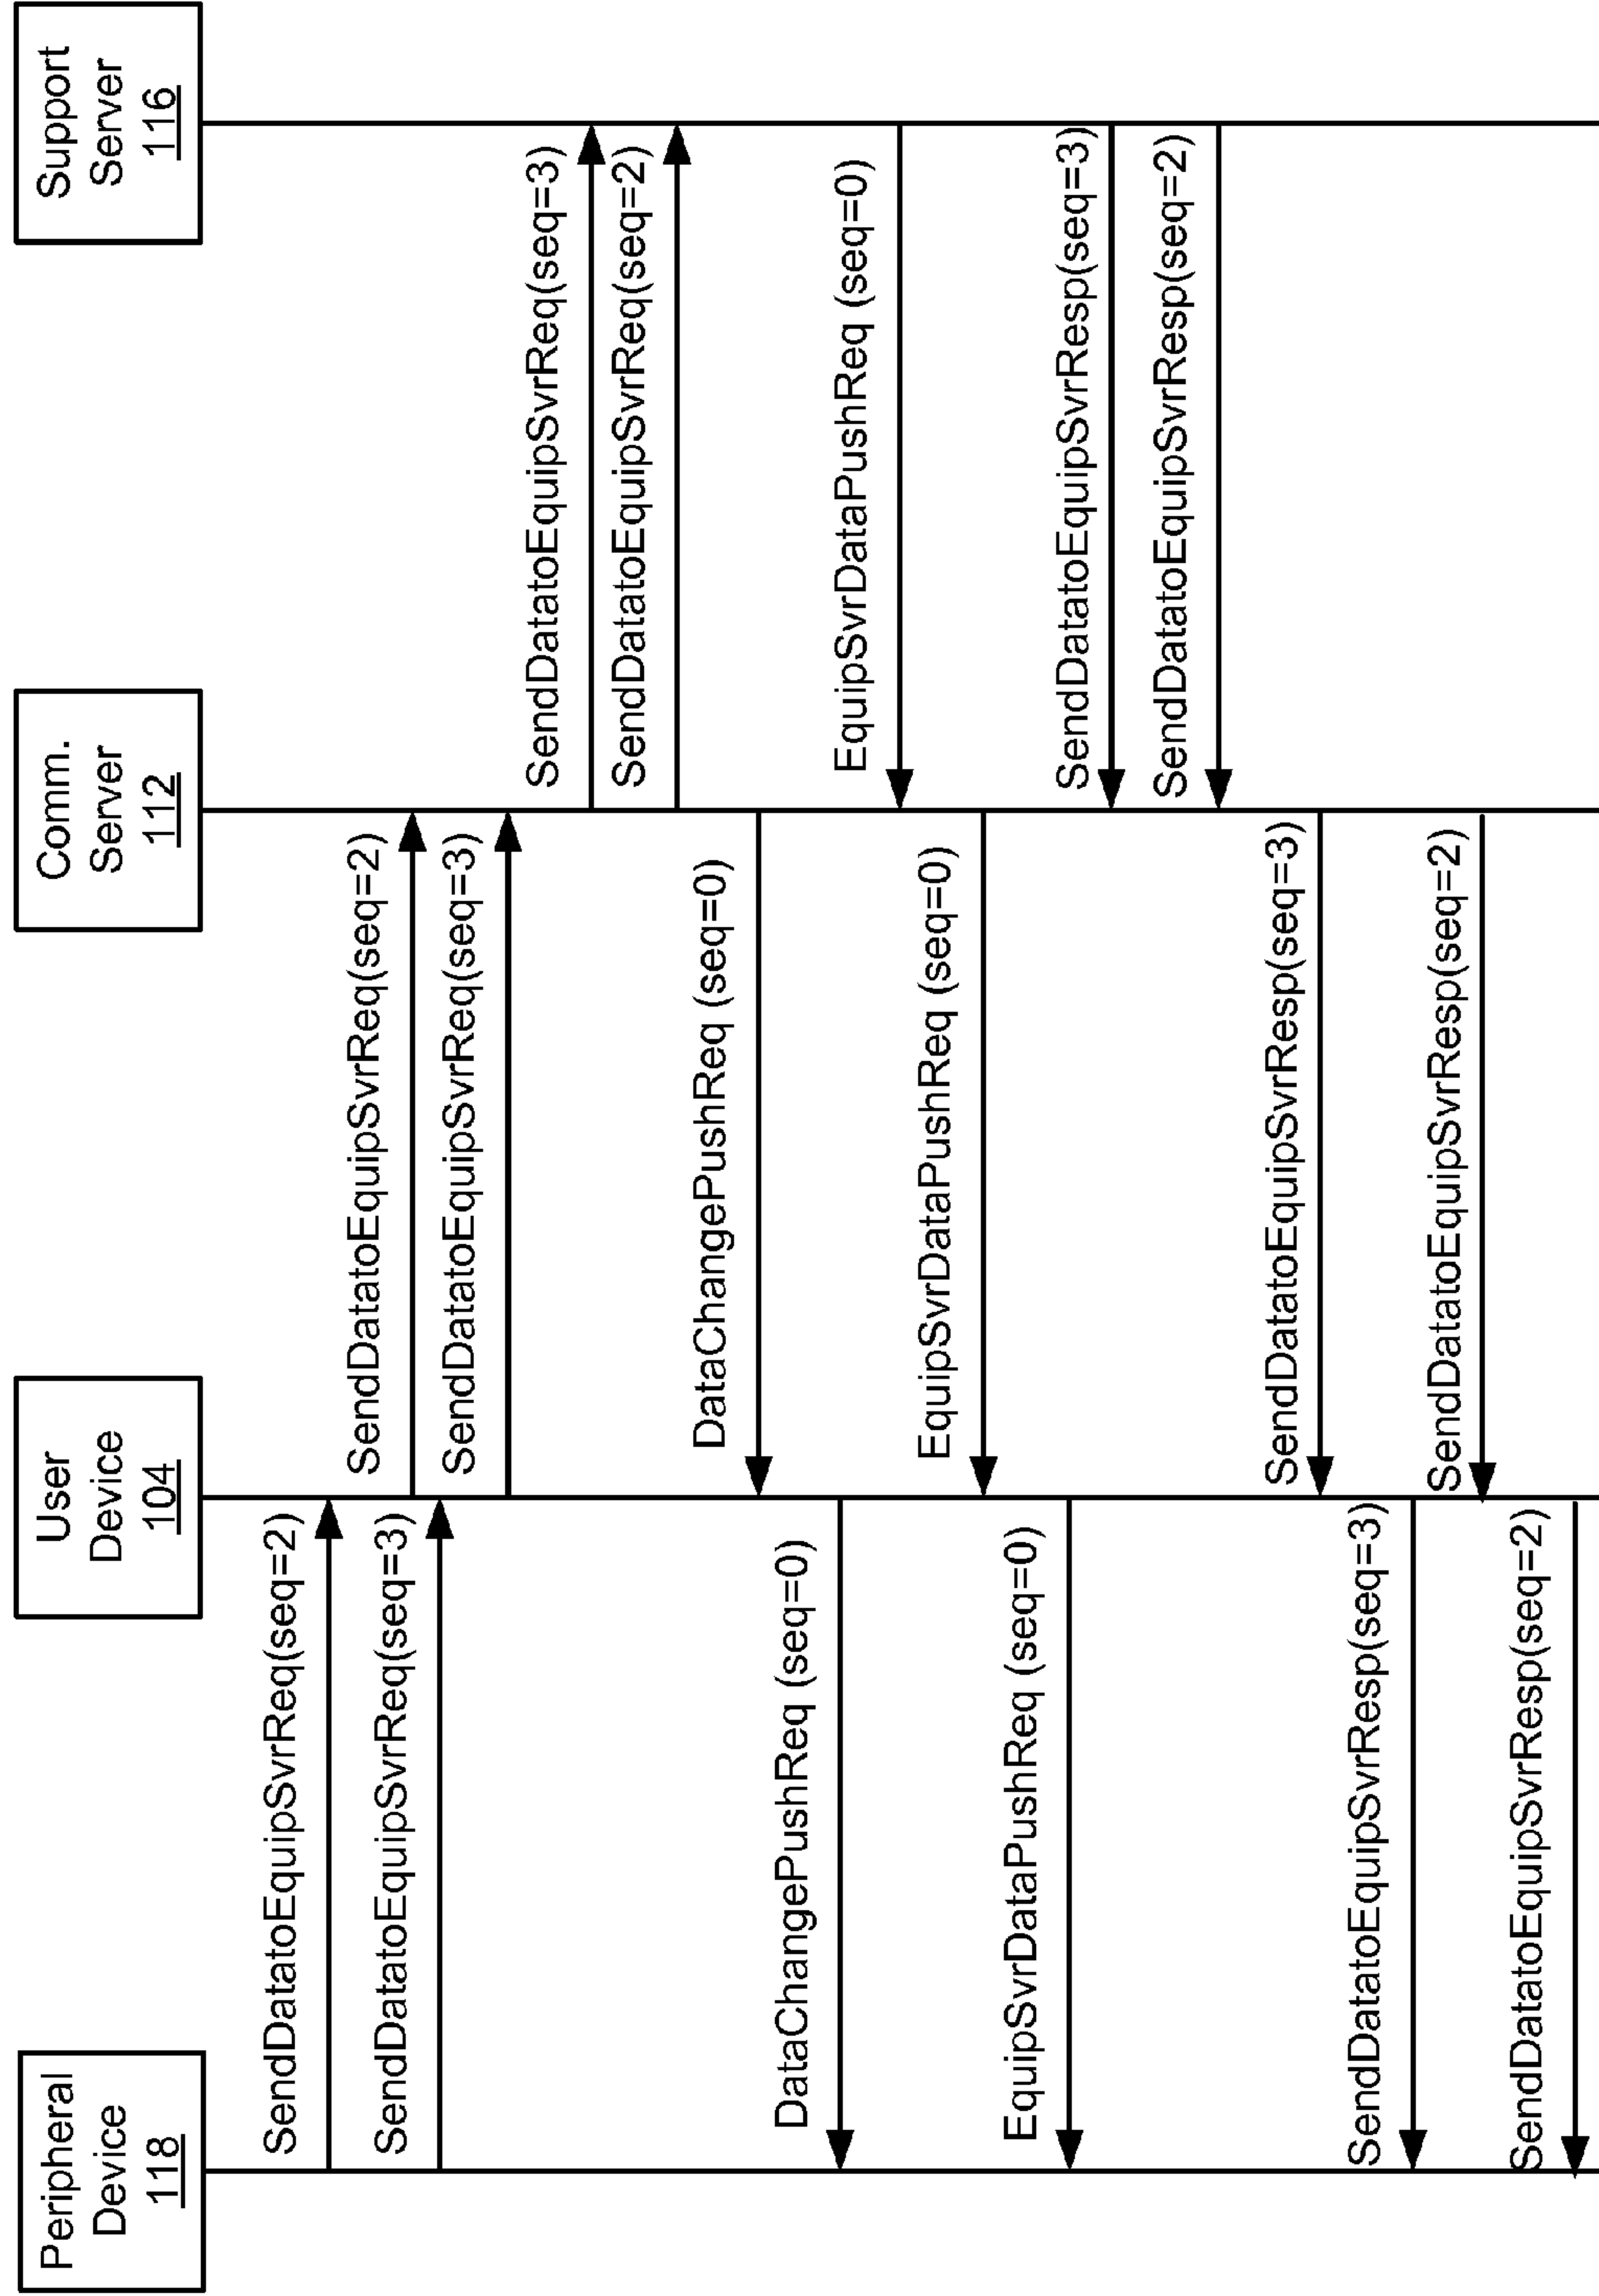 Peripheral
Device
118
User
Device
104
Comm.
Server
112
Support
Server
116
SendDatatoEquipSvrReq(seq=2)
SendDatatoEquipSvrReq(seq=2)
SendDatatoEquipSvrReq(seq=3)
SendDatatoEquipSvrReq(seq=3)
SendDatatoEquipSvrReq(seq=3)
SendDatatoEquipSvrReq(seq=2)
DataChangePushReq (seq=0)
DataChangePushReq (seq=0)
EquipSvrDataPushReq (seq=0)
EquipSvrDataPushReq (seq=0)
EquipSvrDataPushReq (seq=0)
SendDatatoEquipSvrResp(seq=3)
SendDatatoEquipSvrResp(seq=2)
SendDatatoEquipSvrResp(seq=3)
SendDatatoEquipSvrResp(seq=3)
SendDatatoEquipSvrResp(seq=2)
SendDatatoEquipSvrResp(seq=2)